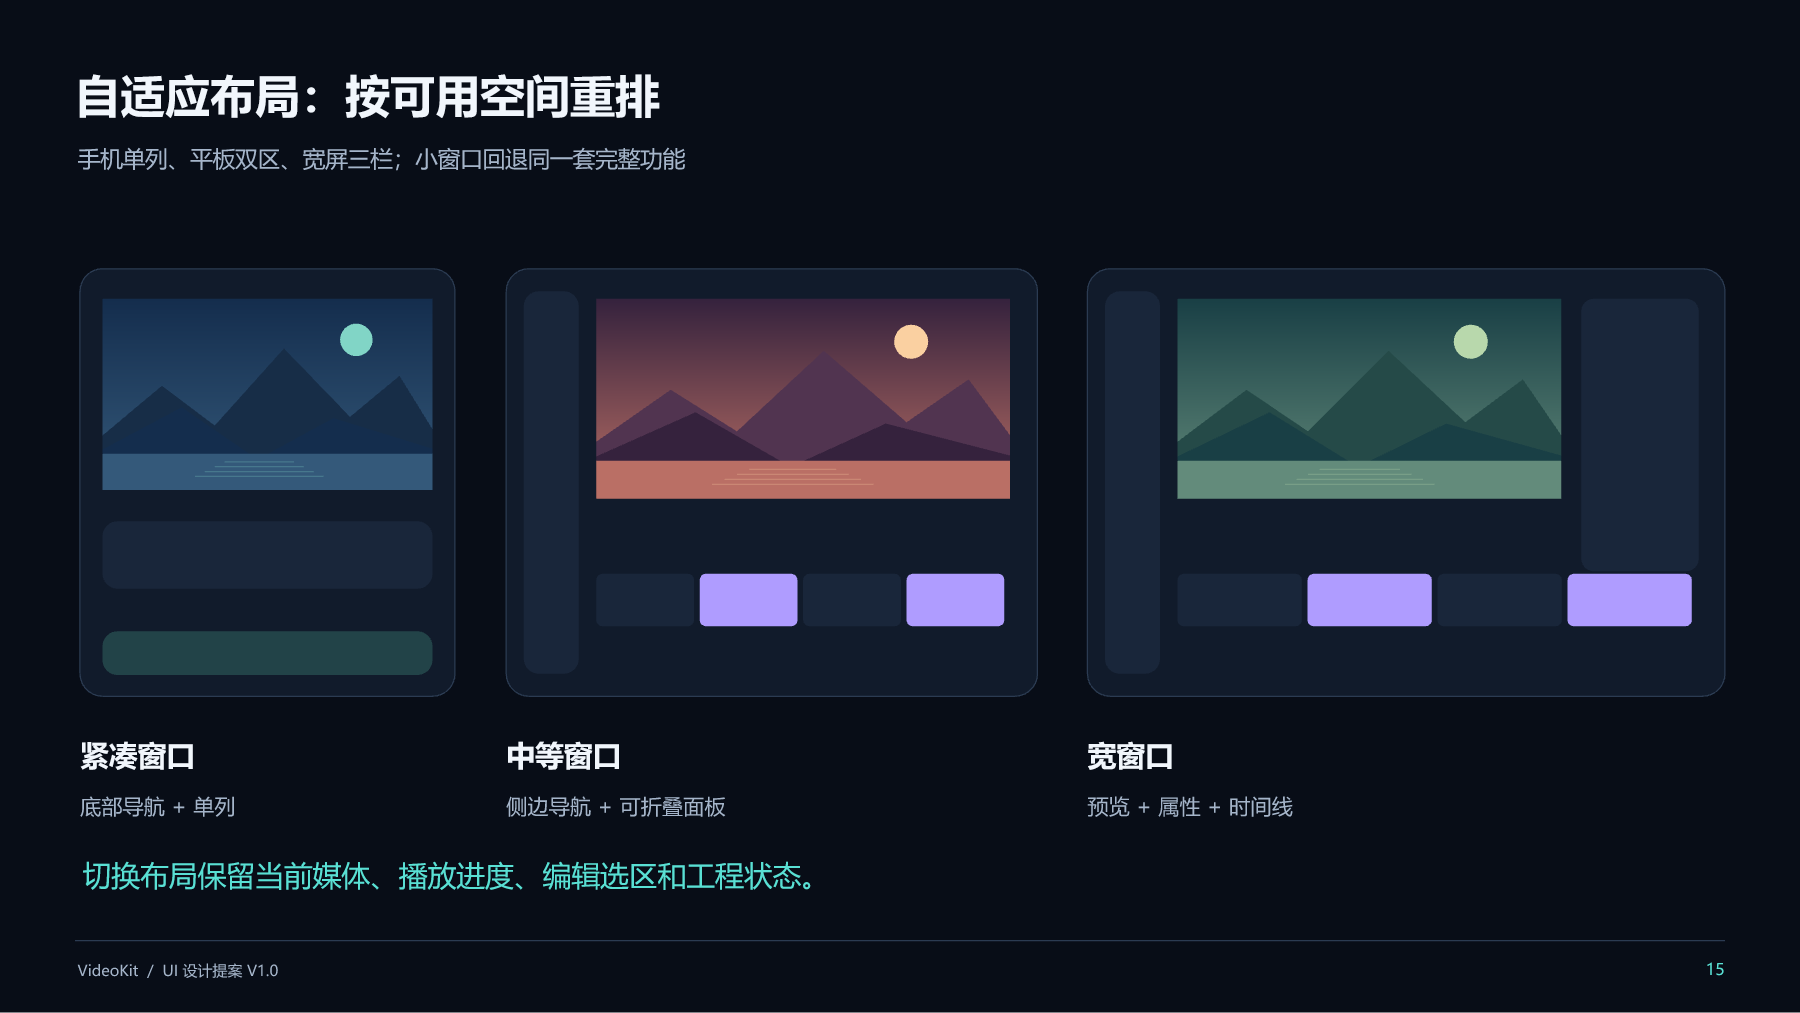 自适应布局：按可用空间重排
手机单列、平板双区、宽屏三栏；小窗口回退同一套完整功能
紧凑窗口
底部导航 + 单列
中等窗口
侧边导航 + 可折叠面板
宽窗口
预览 + 属性 + 时间线
切换布局保留当前媒体、播放进度、编辑选区和工程状态。
VideoKit / UI 设计提案 V1.0
15